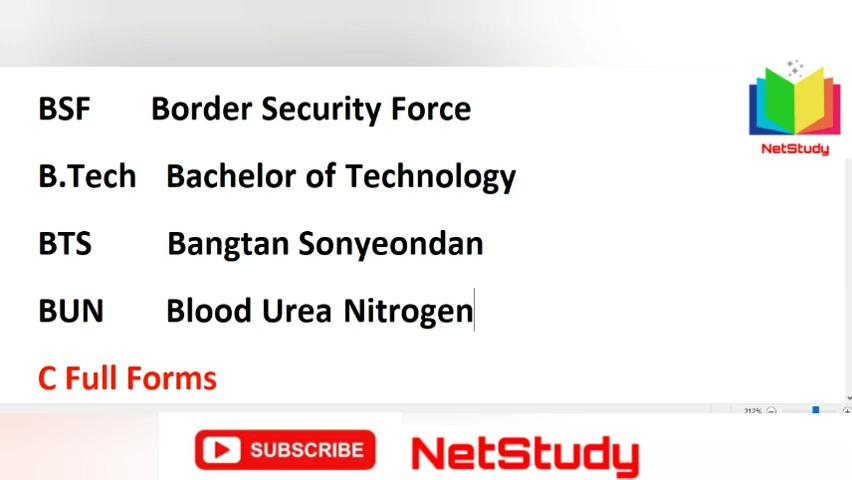 BSF Border Security Force
NetStudy
B.Tech Bachelor of Technology
BTS Bangtan Sonyeondan
BUN Blood Urea Nitrogen
C Full Forms
212%
SUBSCRIBE NetStudy